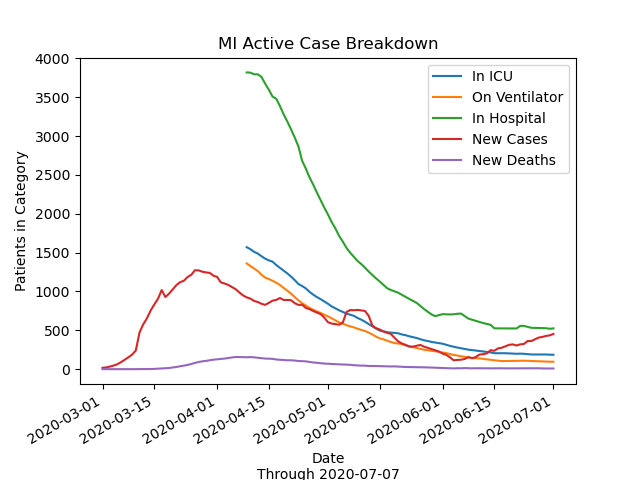 MI Active Case Breakdown
Patients in Category
4000
3500
3000
2500
2000
1500
1000
500
0
In ICU
On Ventilator
In Hospital
New Cases
New Deaths
2020-03-01
2020-03-15
2020-04-01
2020-04-15
2020-05-01
2020-05-15
2020-06-01
2020-06-15
2020-07-01
Date
Through 2020-07-07